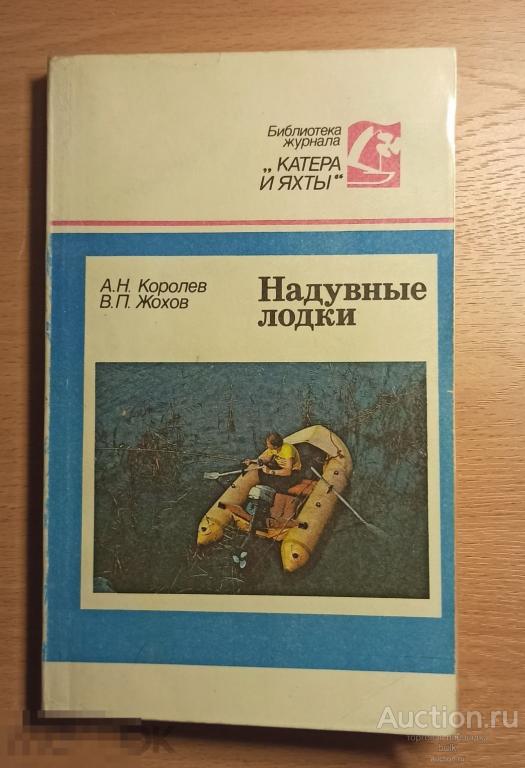 Библиотека
журнала
„КАТЕРА
И ЯХТЫ“
А.Н. Королев
В.П. Жохов
Надувные
лодки
Auction.ru